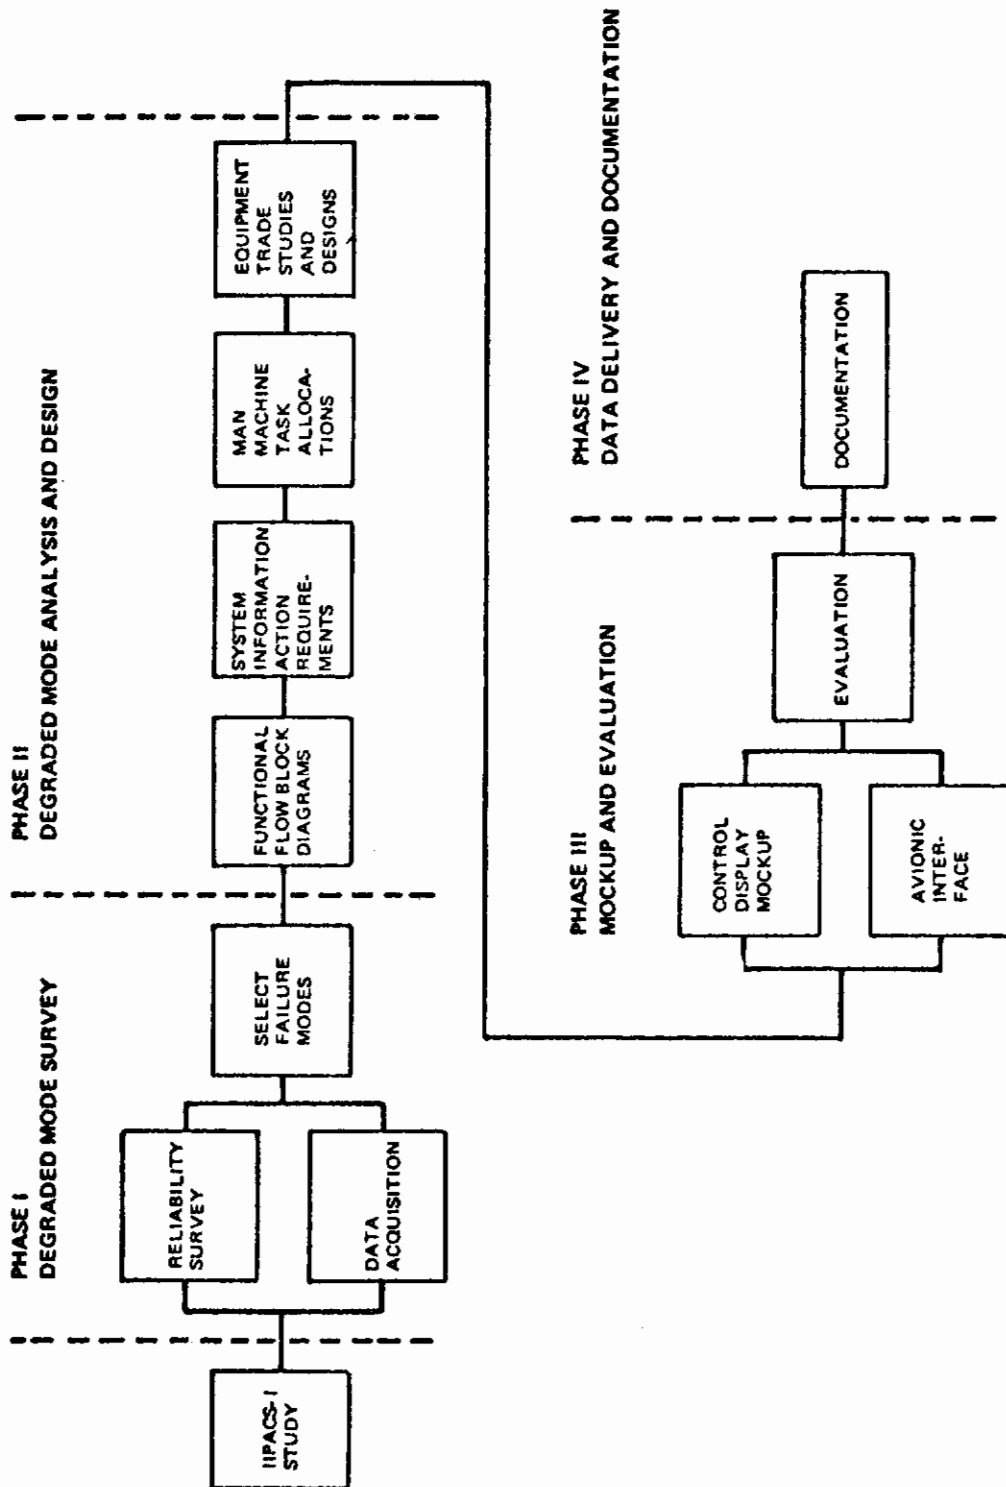 PHASE I
DEGRADED MODE SURVEY
PHASE II
DEGRADED MODE ANALYSIS AND DESIGN
IIPACS-I
STUDY
RELIABILITY
SURVEY
DATA
ACQUISITION
SELECT
FAILURE
MODES
FUNCTIONAL
FLOW BLOCK
DIAGRAMS
SYSTEM
INFORMATION
ACTION
REQUIRE-
MENTS
MAN
MACHINE
TASK
ALLOCA-
TIONS
EQUIPMENT
TRADE
STUDIES
AND
DESIGNS
PHASE III
MOCKUP AND EVALUATION
PHASE IV
DATA DELIVERY AND DOCUMENTATION
CONTROL
DISPLAY
MOCKUP
AVIONIC
INTER-
FACE
EVALUATION
DOCUMENTATION